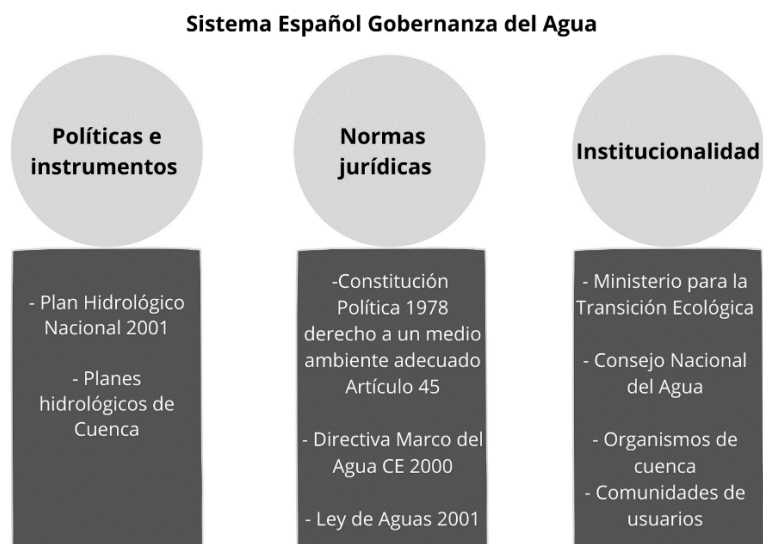 Sistema Español Gobernanza del Agua
Políticas e
instrumentos
- Plan Hidrológico
Nacional 2001
- Planes
hidrológicos de
Cuenca
Normas
jurídicas
-Constitución
Política 1978
derecho a un medio
ambiente adecuado
Artículo 45
- Directiva Marco del
Agua CE 2000
- Ley de Aguas 2001
Institucionalidad
- Ministerio para la
Transición Ecológica
- Consejo Nacional
del Agua
- Organismos de
cuenca
- Comunidades de
usuarios